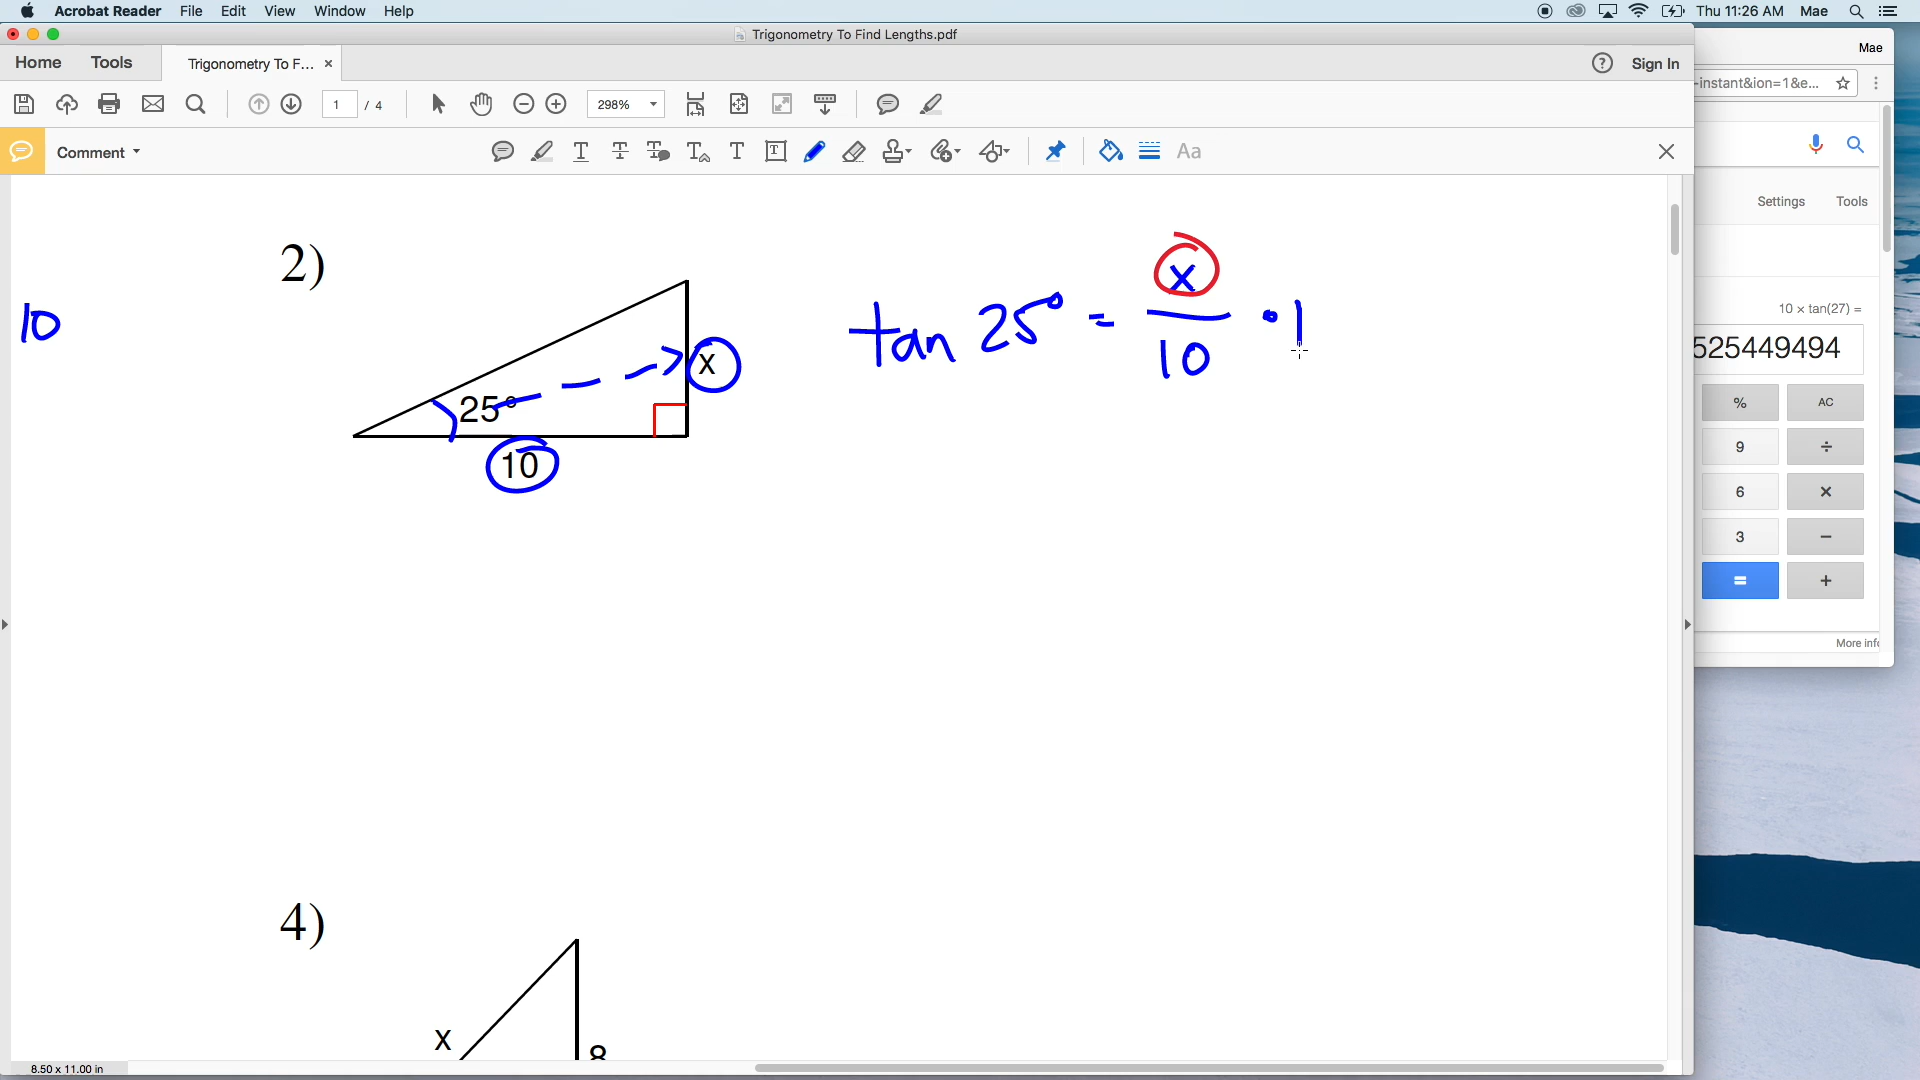 Acrobat Reader File Edit View Window Help Thu 11:26 AM Mae
Trigonometry To Find Lengths.pdf
Mae
Home Tools Trigonometry To F... × ? Sign In
-instant&ion=1&e...
1 / 4 298%
Comment T T T T T T Aa
Settings Tools
2)
tan 25° = x/10 · 1
10
10 × tan(27) =
525449494
x
25°
10
% AC
9 ÷
6 ×
3 −
= +
More info
4)
x
8
8.50 x 11.00 in